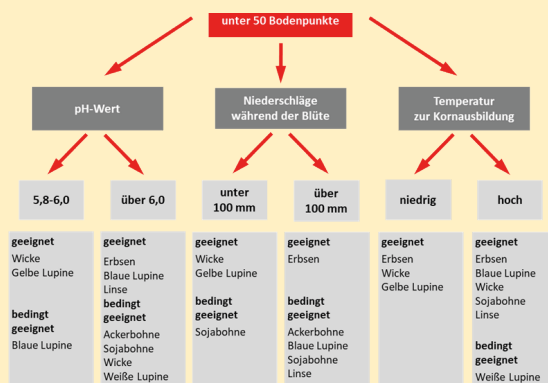 unter 50 Bodenpunkte
pH-Wert
Niederschläge
während der Blüte
Temperatur
zur Kornausbildung
5,8-6,0
über 6,0
unter
100 mm
über
100 mm
niedrig
hoch
geeignet
Wicke
Gelbe Lupine
bedingt
geeignet
Blaue Lupine
geeignet
Erbsen
Blaue Lupine
Linse
bedingt
geeignet
Ackerbohne
Sojabohne
Wicke
Weiße Lupine
geeignet
Wicke
Gelbe Lupine
bedingt
geeignet
Sojabohne
geeignet
Erbsen
bedingt
geeignet
Ackerbohne
Blaue Lupine
Sojabohne
Linse
geeignet
Erbsen
Wicke
Gelbe Lupine
geeignet
Erbsen
Blaue Lupine
Wicke
Sojabohne
Linse
bedingt
geeignet
Weiße Lupine